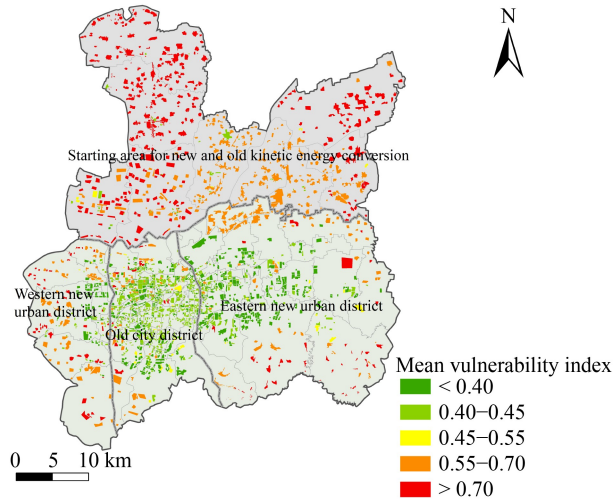 N
Starting area for new and old kinetic energy conversion
Western new
urban district
Eastern new urban district
Old city district
Mean vulnerability index
< 0.40
0.40−0.45
0.45−0.55
0.55−0.70
> 0.70
0 5 10 km